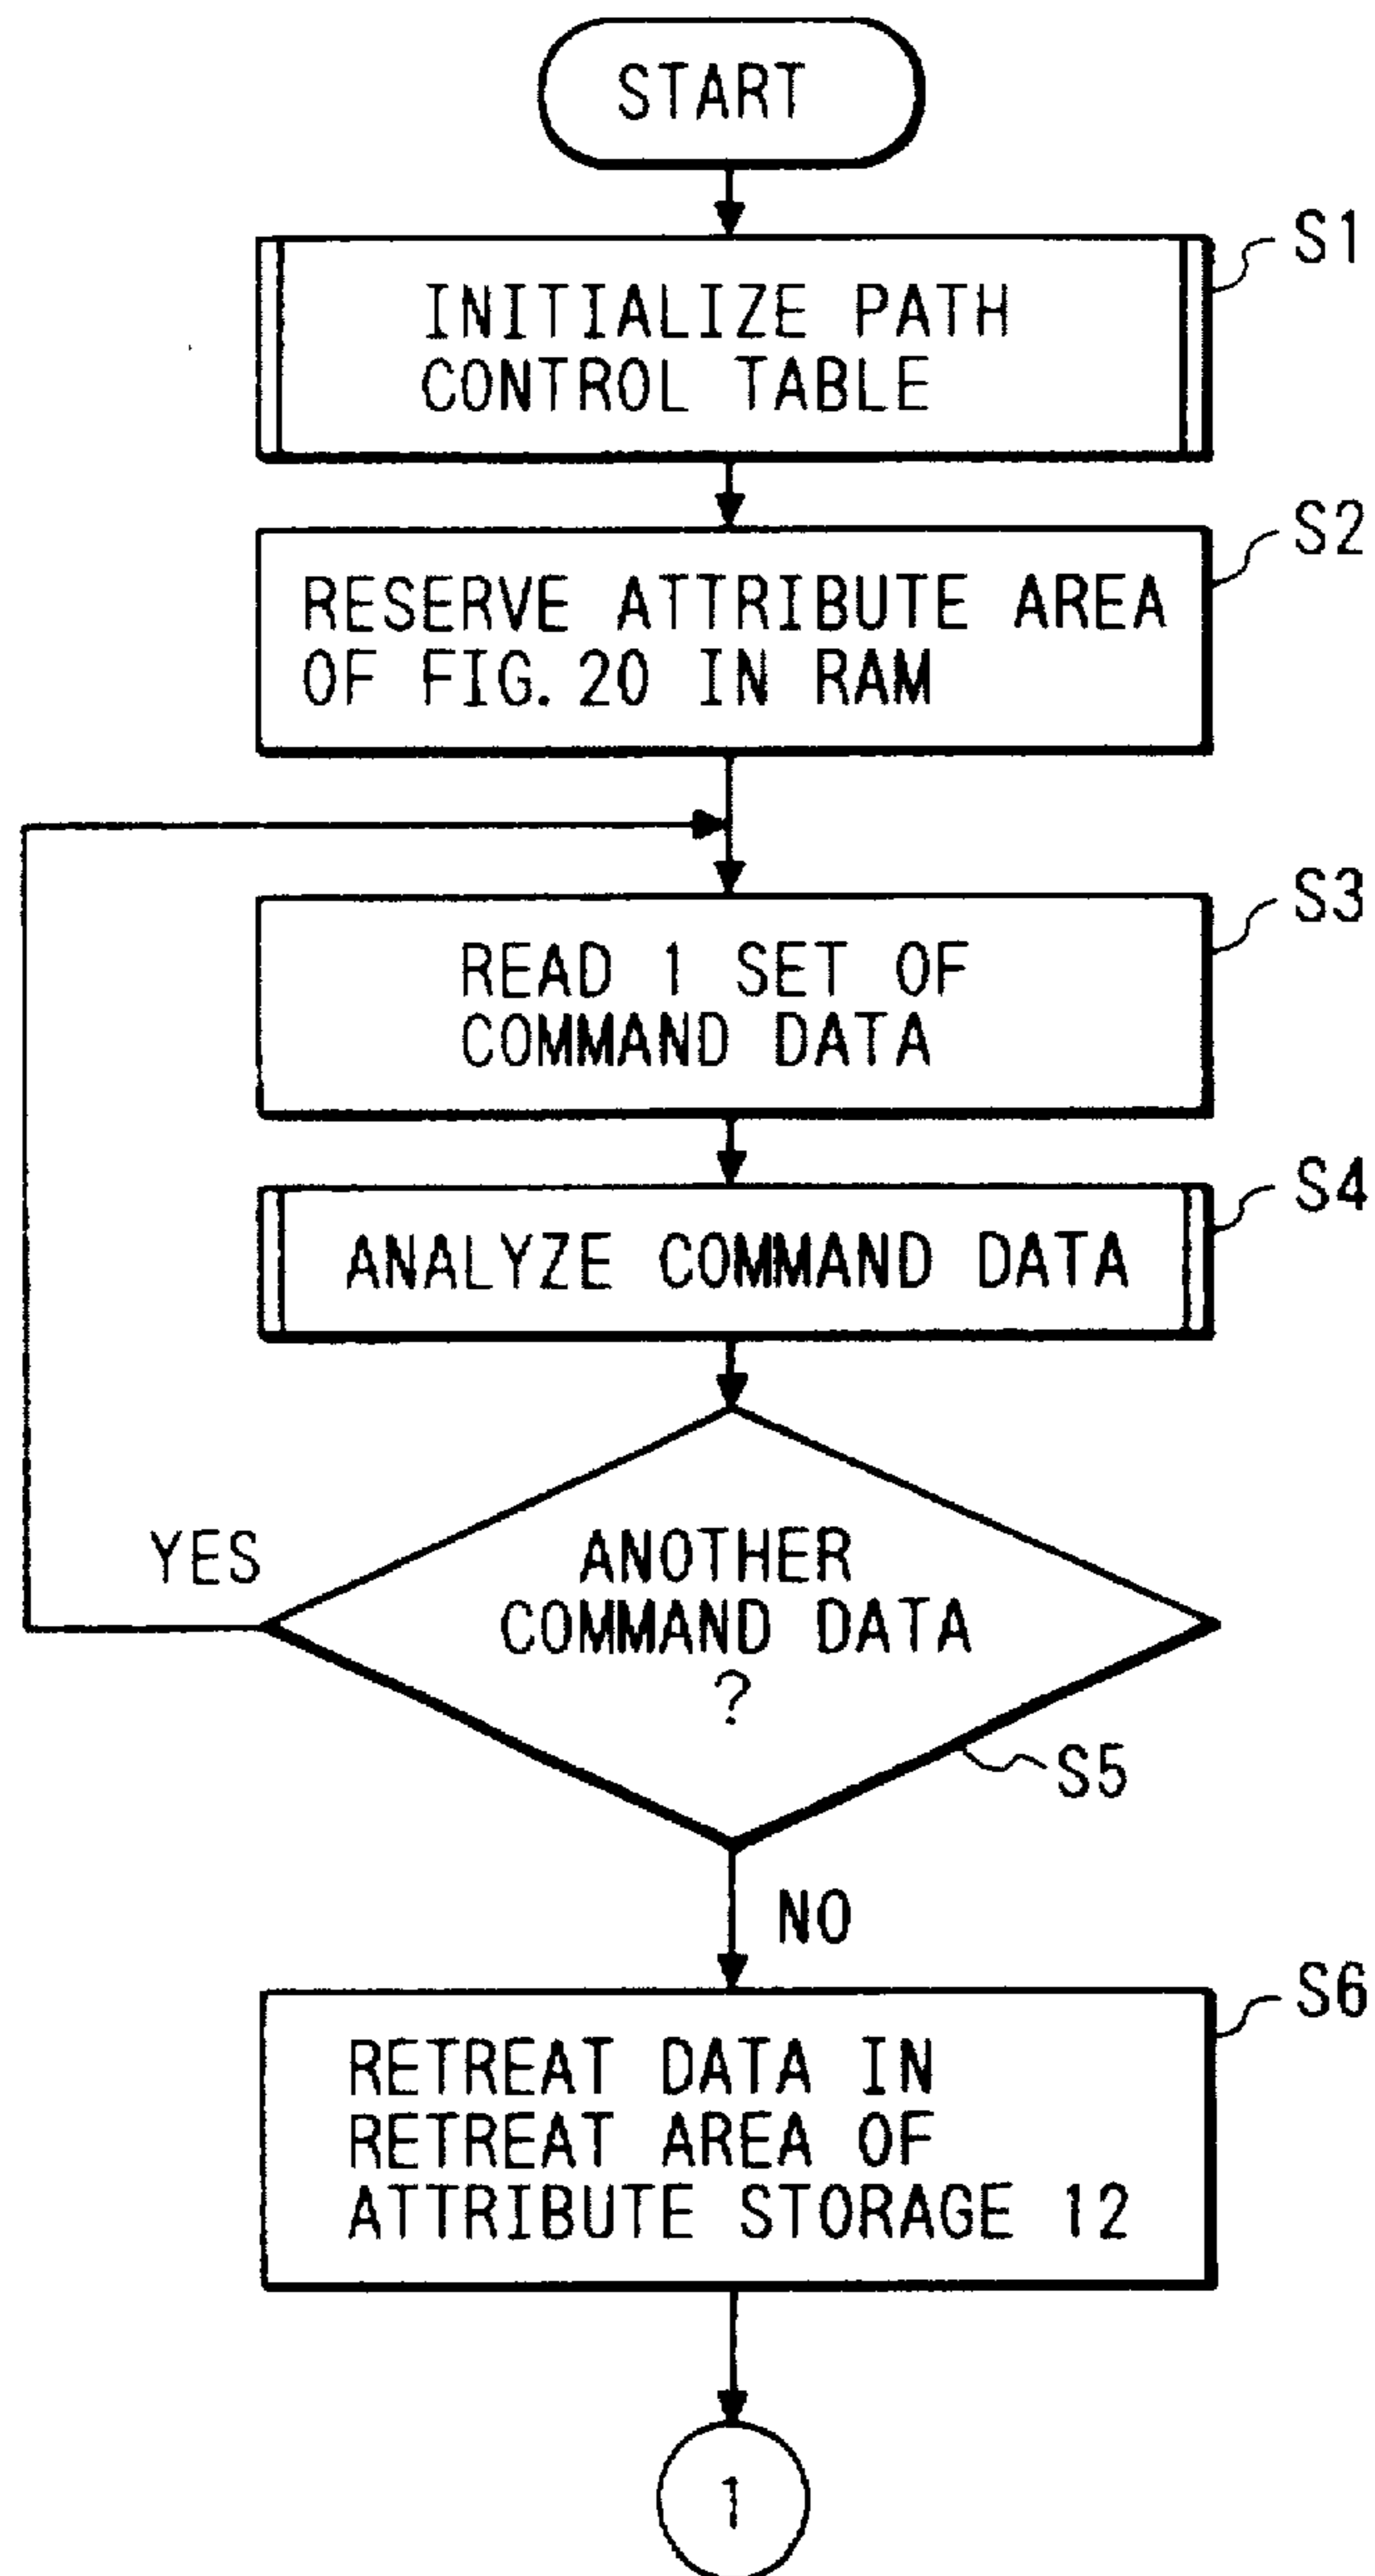 START
S1
INITIALIZE PATH
CONTROL TABLE
S2
RESERVE ATTRIBUTE AREA
OF FIG. 20 IN RAM
S3
READ 1 SET OF
COMMAND DATA
S4
ANALYZE COMMAND DATA
YES
ANOTHER
COMMAND DATA
?
S5
NO
S6
RETREAT DATA IN
RETREAT AREA OF
ATTRIBUTE STORAGE 12
1